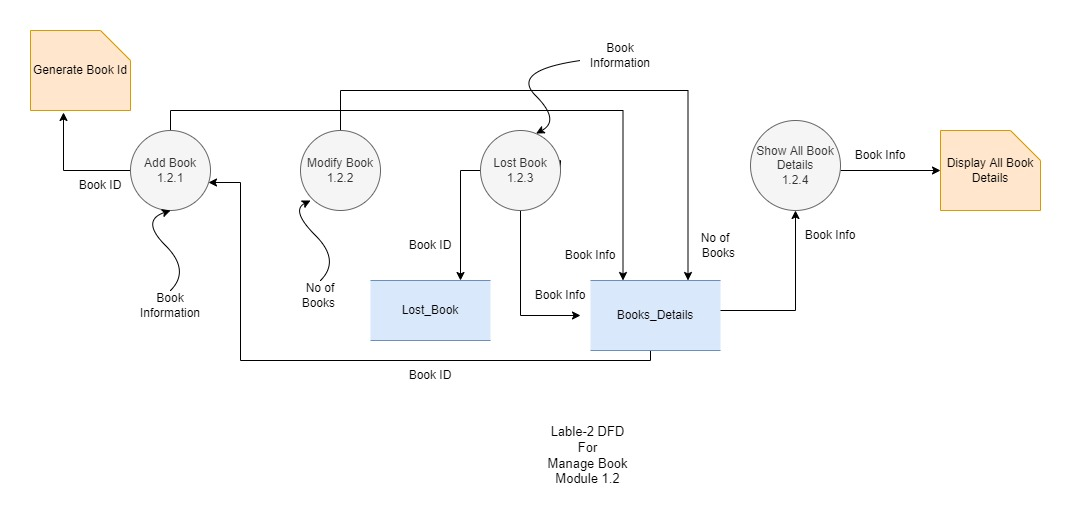 Book
Information
Generate Book Id
Add Book
1.2.1
Modify Book
1.2.2
Lost Book
1.2.3
Show All Book
Details
1.2.4
Book Info
Display All Book
Details
Book ID
Book ID
Book Info
No of
Books
Book Info
Book
Information
No of
Books
Lost_Book
Book Info
Books_Details
Book ID
Lable-2 DFD
For
Manage Book
Module 1.2